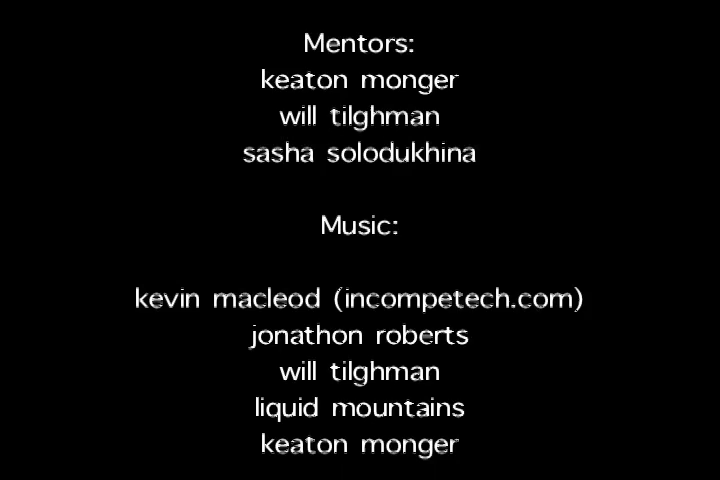 Mentors:
keaton monger
will tilghman
sasha solodukhina
Music:
kevin macleod (incompetech.com)
jonathon roberts
will tilghman
liquid mountains
keaton monger